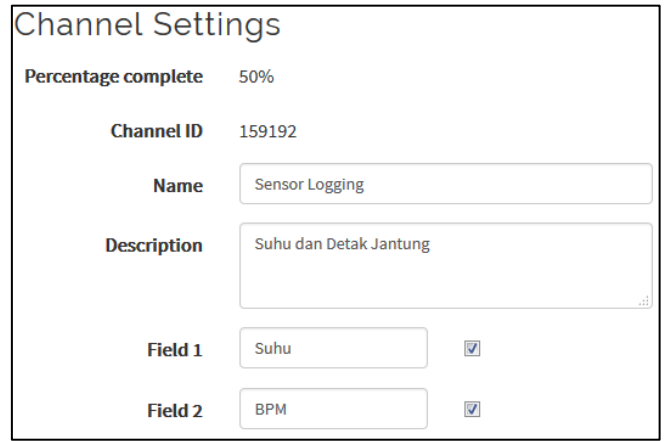 Channel Settings
Percentage complete 50%
Channel ID 159192
Name Sensor Logging
Description Suhu dan Detak Jantung
Field 1 Suhu
Field 2 BPM